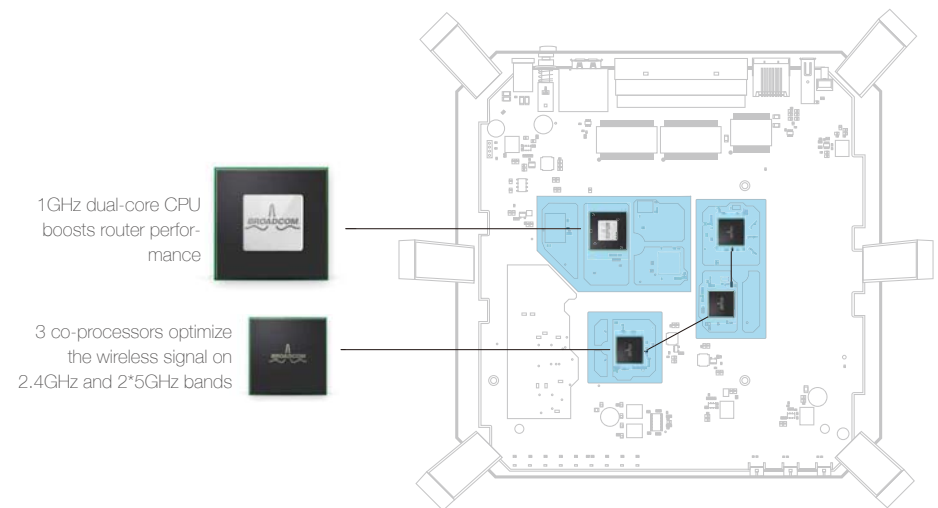 1GHz dual-core CPU
boosts router perfor-
mance
BROADCOM
3 co-processors optimize
the wireless signal on
2.4GHz and 2*5GHz bands